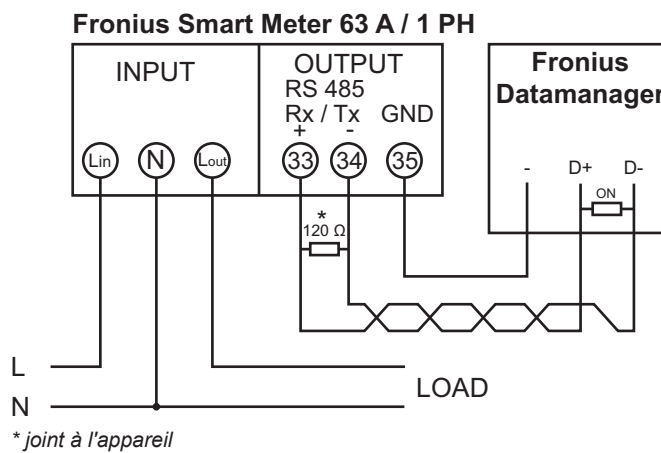 Fronius Smart Meter 63 A / 1 PH
INPUT
OUTPUT
RS 485
Rx / Tx GND
+ -
Lin N Lout 33 34 35
Fronius
Datamanager
- D+ D-
ON
*
120 Ω
L
N
LOAD
* joint à l'appareil